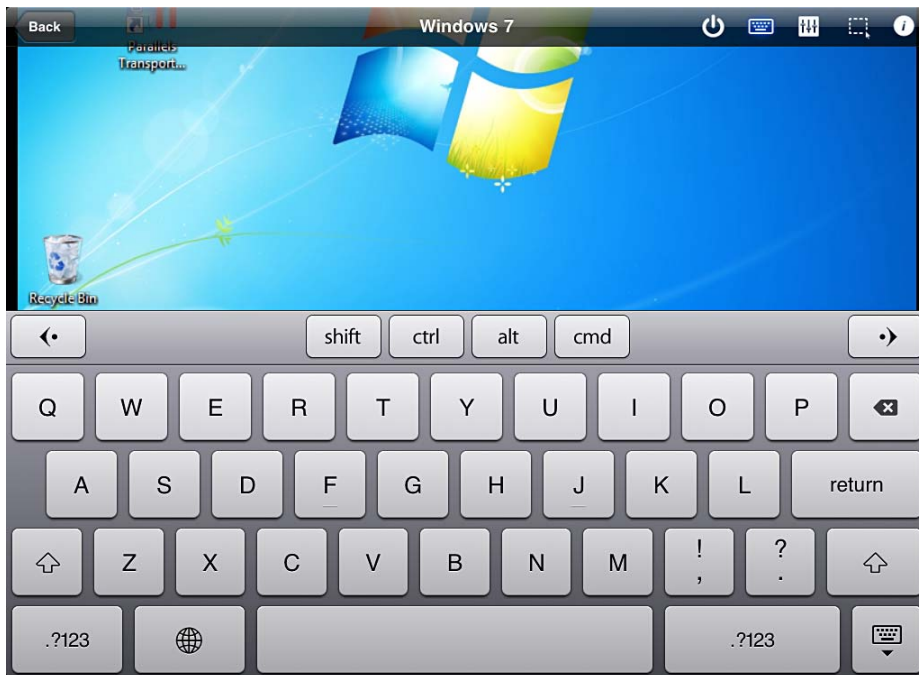 Back
Windows 7
Parallels
Transport...
Recycle Bin
shift ctrl alt cmd
Q W E R T Y U I O P
A S D F G H J K L return
Z X C V B N M ! , ? .
.?123 .?123